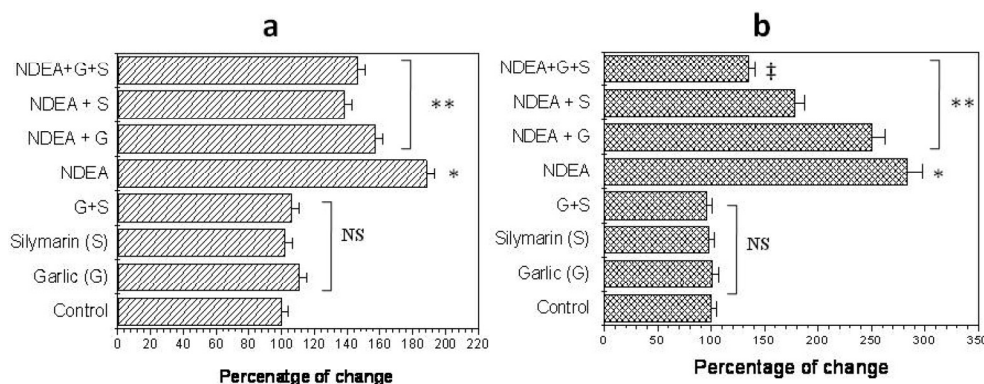 a
NDEA+G+S
NDEA + S
NDEA + G
NDEA
G+S
Silymarin (S)
Garlic (G)
Control
**
*
NS
0 20 40 60 80 100 120 140 160 180 200 220
Percenatge of change
b
NDEA+G+S
NDEA + S
NDEA + G
NDEA
G+S
Silymarin (S)
Garlic (G)
Control
‡
**
*
NS
0 50 100 150 200 250 300 350
Percentage of change